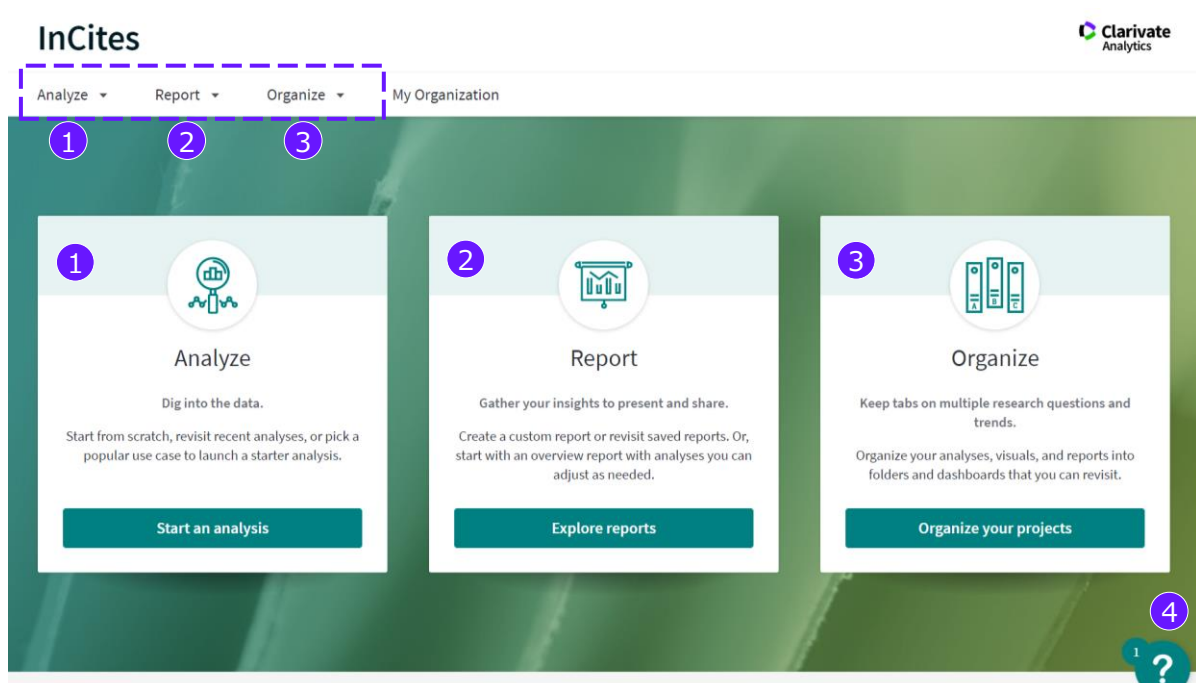 InCites
Clarivate
Analytics
Analyze
Report
Organize
My Organization
1
2
3
1
Analyze
Dig into the data.
Start from scratch, revisit recent analyses, or pick a
popular use case to launch a starter analysis.
Start an analysis
2
Report
Gather your insights to present and share.
Create a custom report or revisit saved reports. Or,
start with an overview report with analyses you can
adjust as needed.
Explore reports
3
A B C
Organize
Keep tabs on multiple research questions and
trends.
Organize your analyses, visuals, and reports into
folders and dashboards that you can revisit.
Organize your projects
4
1
?